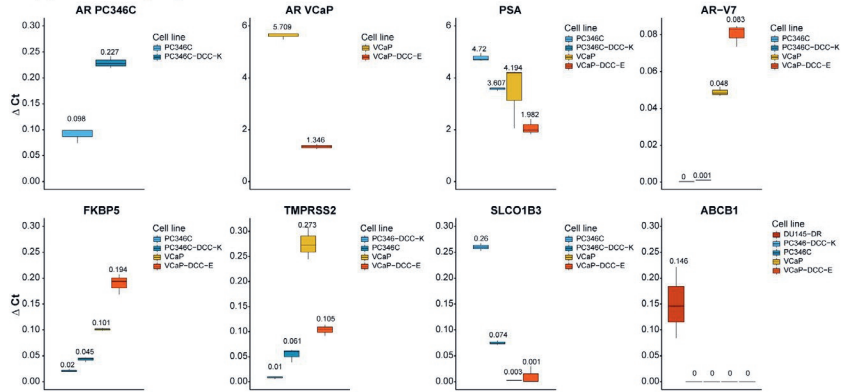 AR PC346C
Δ Ct
0.30
0.25
0.20
0.15
0.10
0.05
0.00
0.098
0.227
Cell line
PC346C
PC346C-DCC-K
AR VCaP
6
4
2
0
5.709
1.346
Cell line
VCaP
VCaP-DCC-E
PSA
6
4
2
0
4.72
3.607
4.194
1.982
Cell line
PC346C
PC346C-DCC-K
VCaP
VCaP-DCC-E
AR-V7
0.08
0.06
0.04
0.02
0.00
0
0.001
0.048
0.083
Cell line
PC346C
PC346C-DCC-K
VCaP
VCaP-DCC-E
FKBP5
Δ Ct
0.30
0.25
0.20
0.15
0.10
0.05
0.00
0.02
0.045
0.101
0.194
Cell line
PC346C
PC346C-DCC-K
VCaP
VCaP-DCC-E
TMPRSS2
0.30
0.25
0.20
0.15
0.10
0.05
0.00
0.01
0.061
0.273
0.105
Cell line
PC346-DCC-K
PC346C
VCaP
VCaP-DCC-E
SLCO1B3
0.30
0.25
0.20
0.15
0.10
0.05
0.00
0.26
0.074
0.003
0.001
Cell line
PC346C
PC346C-DCC-K
VCaP
VCaP-DCC-E
ABCB1
0.30
0.25
0.20
0.15
0.10
0.05
0.00
0.146
0
0
0
0
Cell line
DU145-DR
PC346-DCC-K
PC346C
VCaP
VCaP-DCC-E